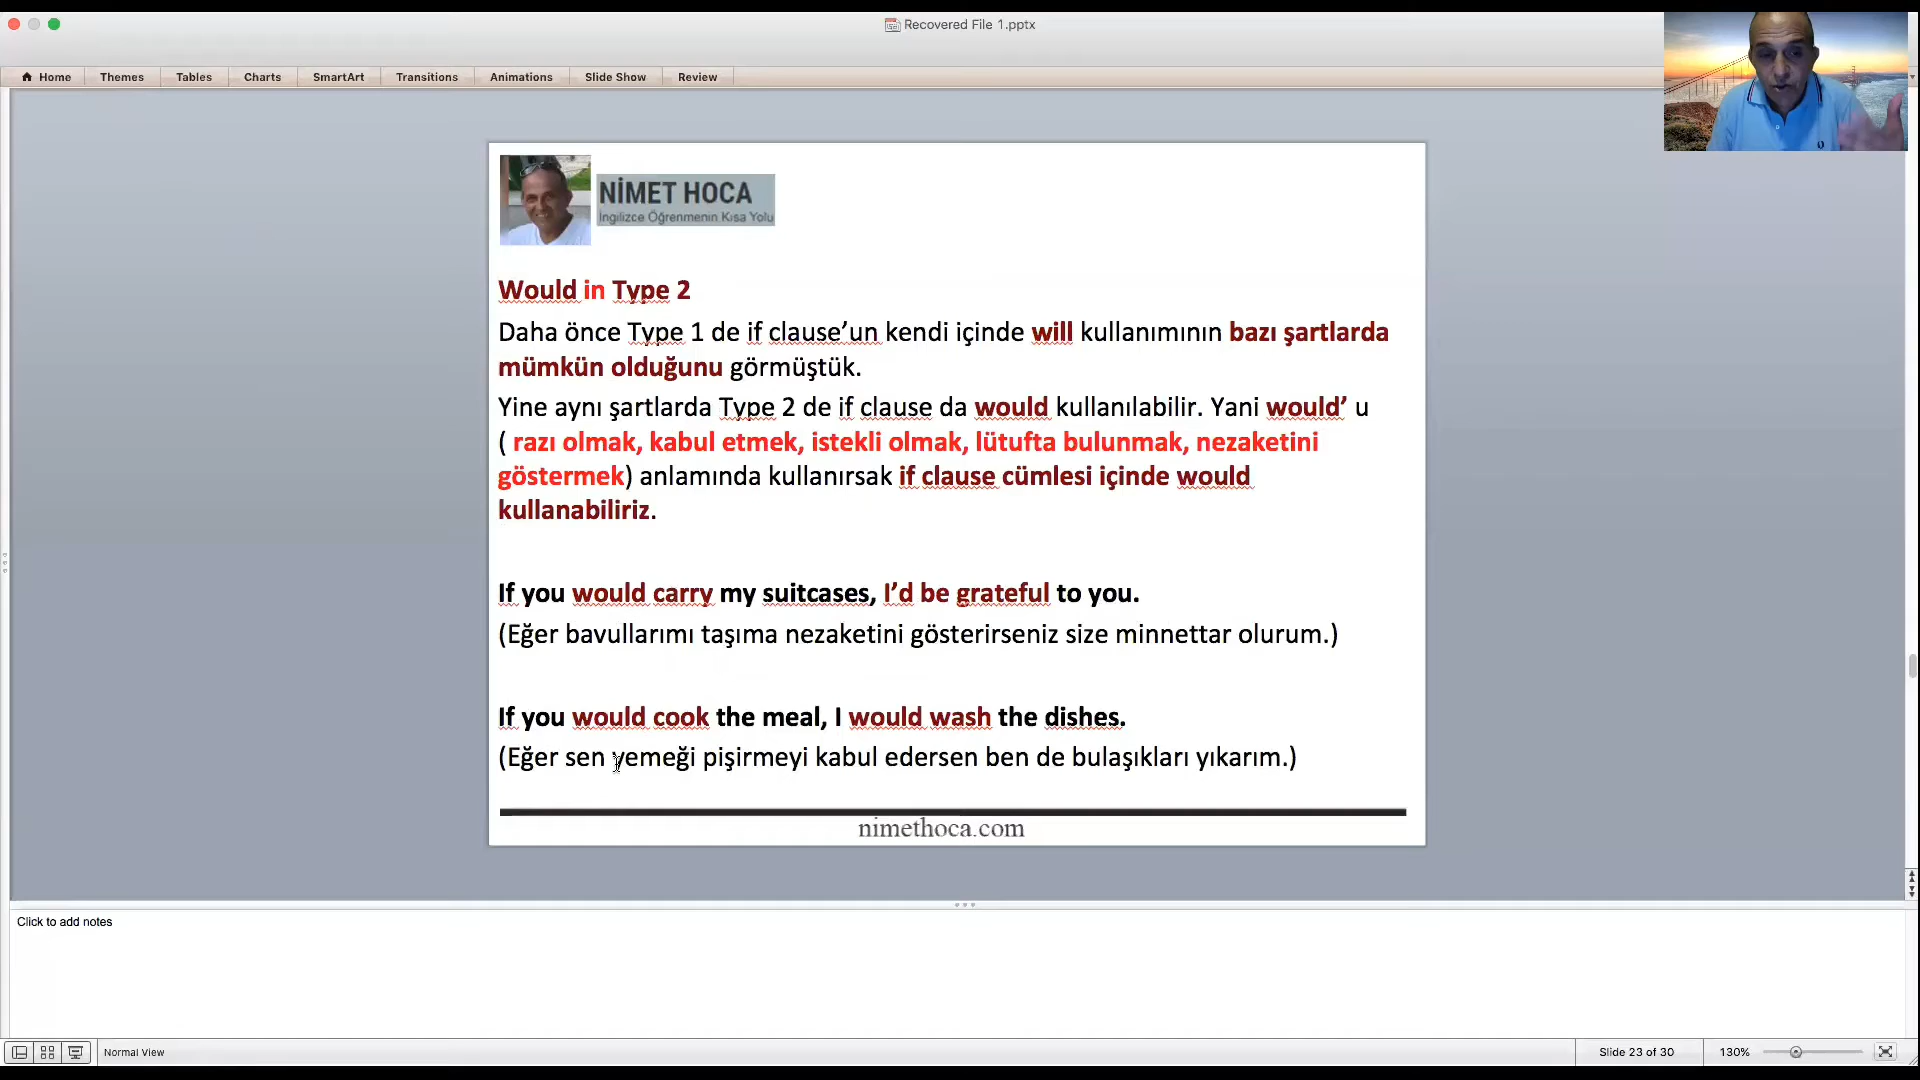 Recovered File 1.pptx
Home Themes Tables Charts SmartArt Transitions Animations Slide Show Review
NİMET HOCA
İngilizce Öğrenmenin Kısa Yolu
Would in Type 2
Daha önce Type 1 de if clause’un kendi içinde will kullanımının bazı şartlarda
mümkün olduğunu görmüştük.
Yine aynı şartlarda Type 2 de if clause da would kullanılabilir. Yani would’ u
( razı olmak, kabul etmek, istekli olmak, lütufta bulunmak, nezaketini
göstermek) anlamında kullanırsak if clause cümlesi içinde would
kullanabiliriz.
If you would carry my suitcases, I’d be grateful to you.
(Eğer bavullarımı taşıma nezaketini gösterirseniz size minnettar olurum.)
If you would cook the meal, I would wash the dishes.
(Eğer sen yemeği pişirmeyi kabul edersen ben de bulaşıkları yıkarım.)
nimethoca.com
Click to add notes
Normal View Slide 23 of 30 130%